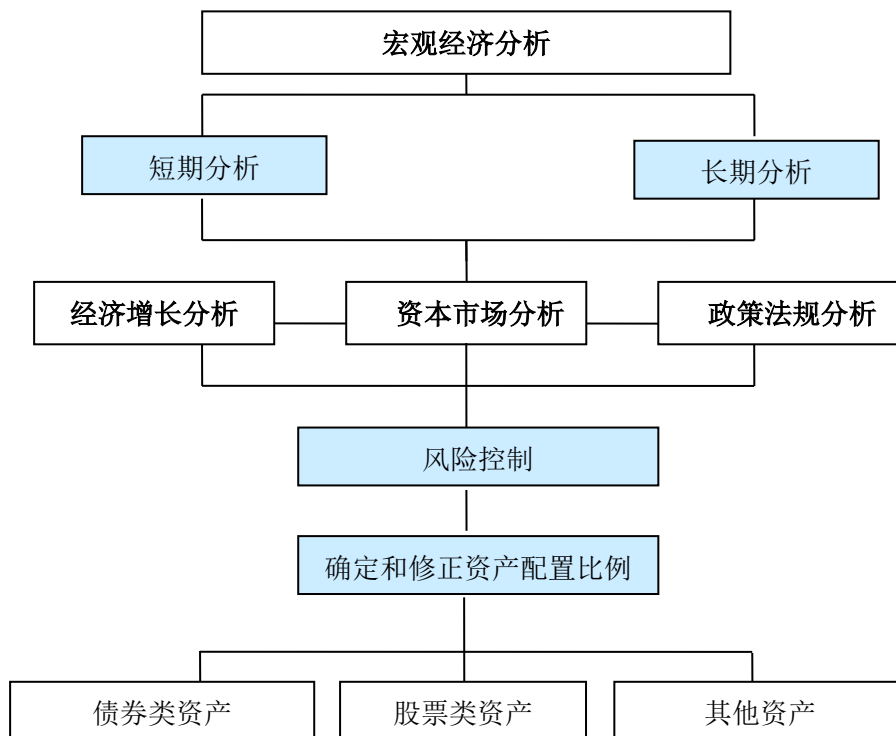 宏观经济分析
短期分析
长期分析
经济增长分析
资本市场分析
政策法规分析
风险控制
确定和修正资产配置比例
债券类资产
股票类资产
其他资产